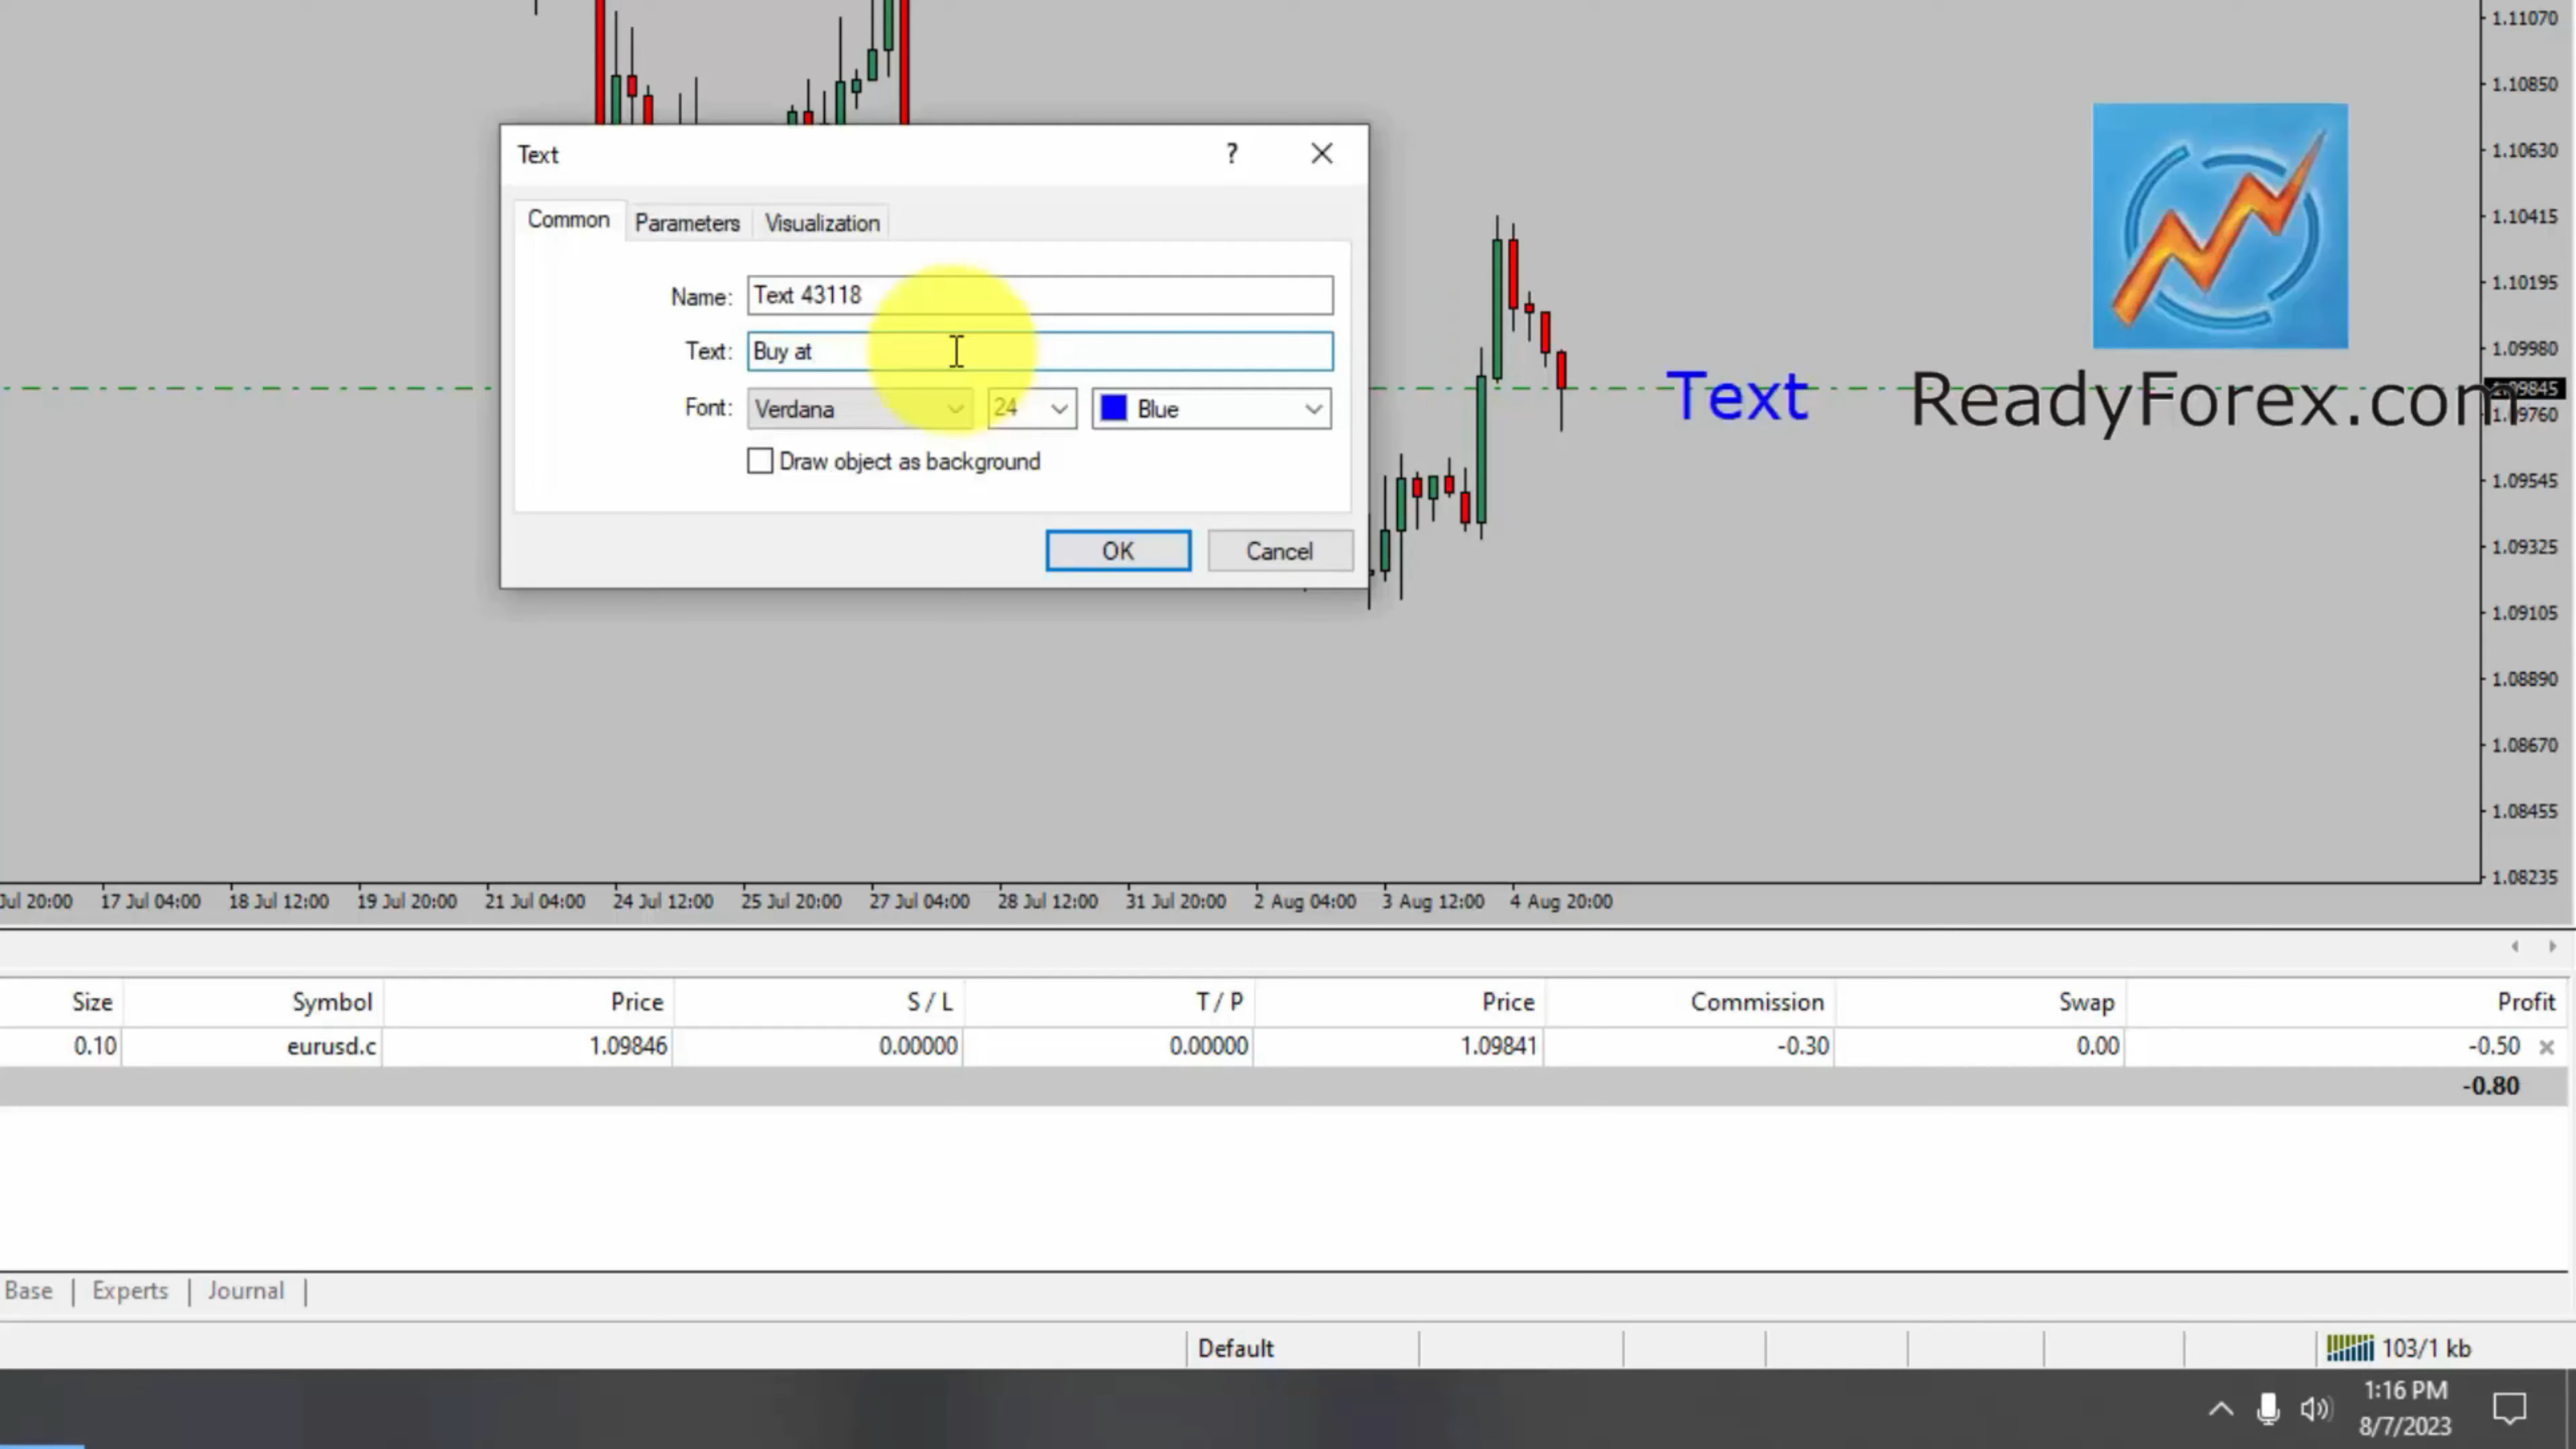 1.11070
1.10850
1.10630
1.10415
1.10195
1.09980
1.09845
1.09760
1.09545
1.09325
1.09105
1.08890
1.08670
1.08455
1.08235
Text ?
Common Parameters Visualization
Name: Text 43118
Text: Buy at
Font: Verdana 24 Blue
Draw object as background
OK Cancel
Text ReadyForex.com
Jul 20:00 17 Jul 04:00 18 Jul 12:00 19 Jul 20:00 21 Jul 04:00 24 Jul 12:00 25 Jul 20:00 27 Jul 04:00 28 Jul 12:00 31 Jul 20:00 2 Aug 04:00 3 Aug 12:00 4 Aug 20:00
Size Symbol Price S / L T / P Price Commission Swap Profit
0.10 eurusd.c 1.09846 0.00000 0.00000 1.09841 -0.30 0.00 -0.50
-0.80
Base | Experts | Journal |
Default 103/1 kb
1:16 PM
8/7/2023